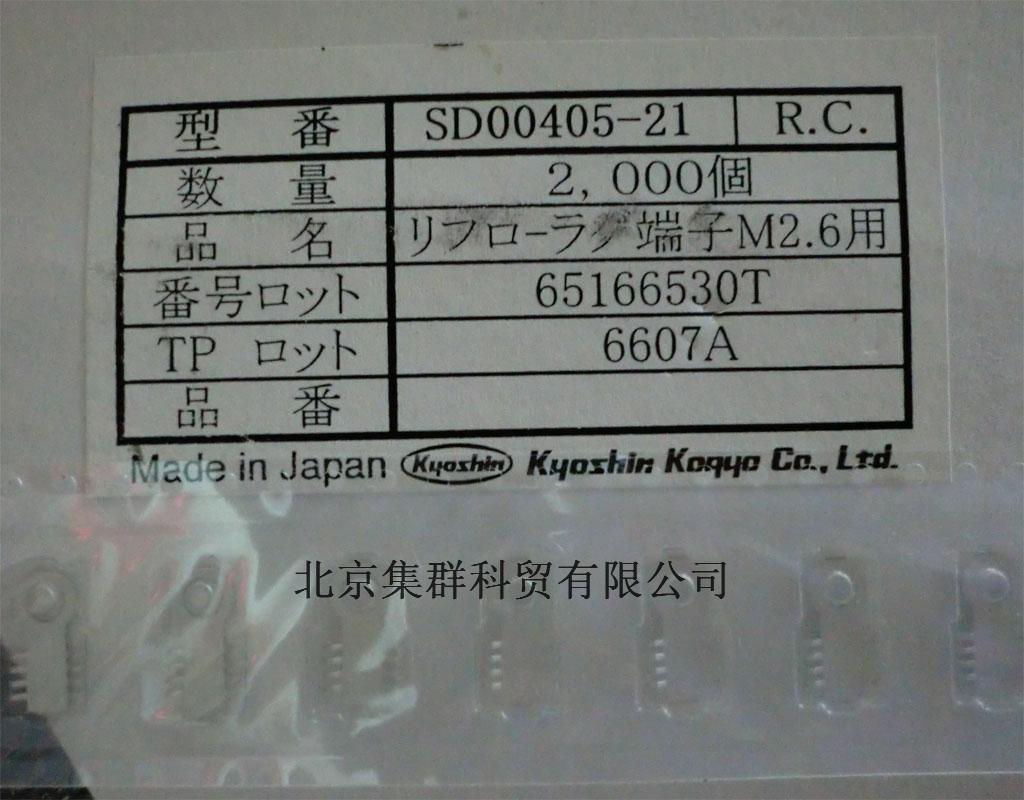 型番 SD00405-21 R.C.
数量 2,000個
品名 リフロ-ラグ端子M2.6用
番号ロット 65166530T
TP ロット 6607A
品番
Made in Japan Kyoshin Kyoshin Kogyo Co., Ltd.
北京集群科贸有限公司